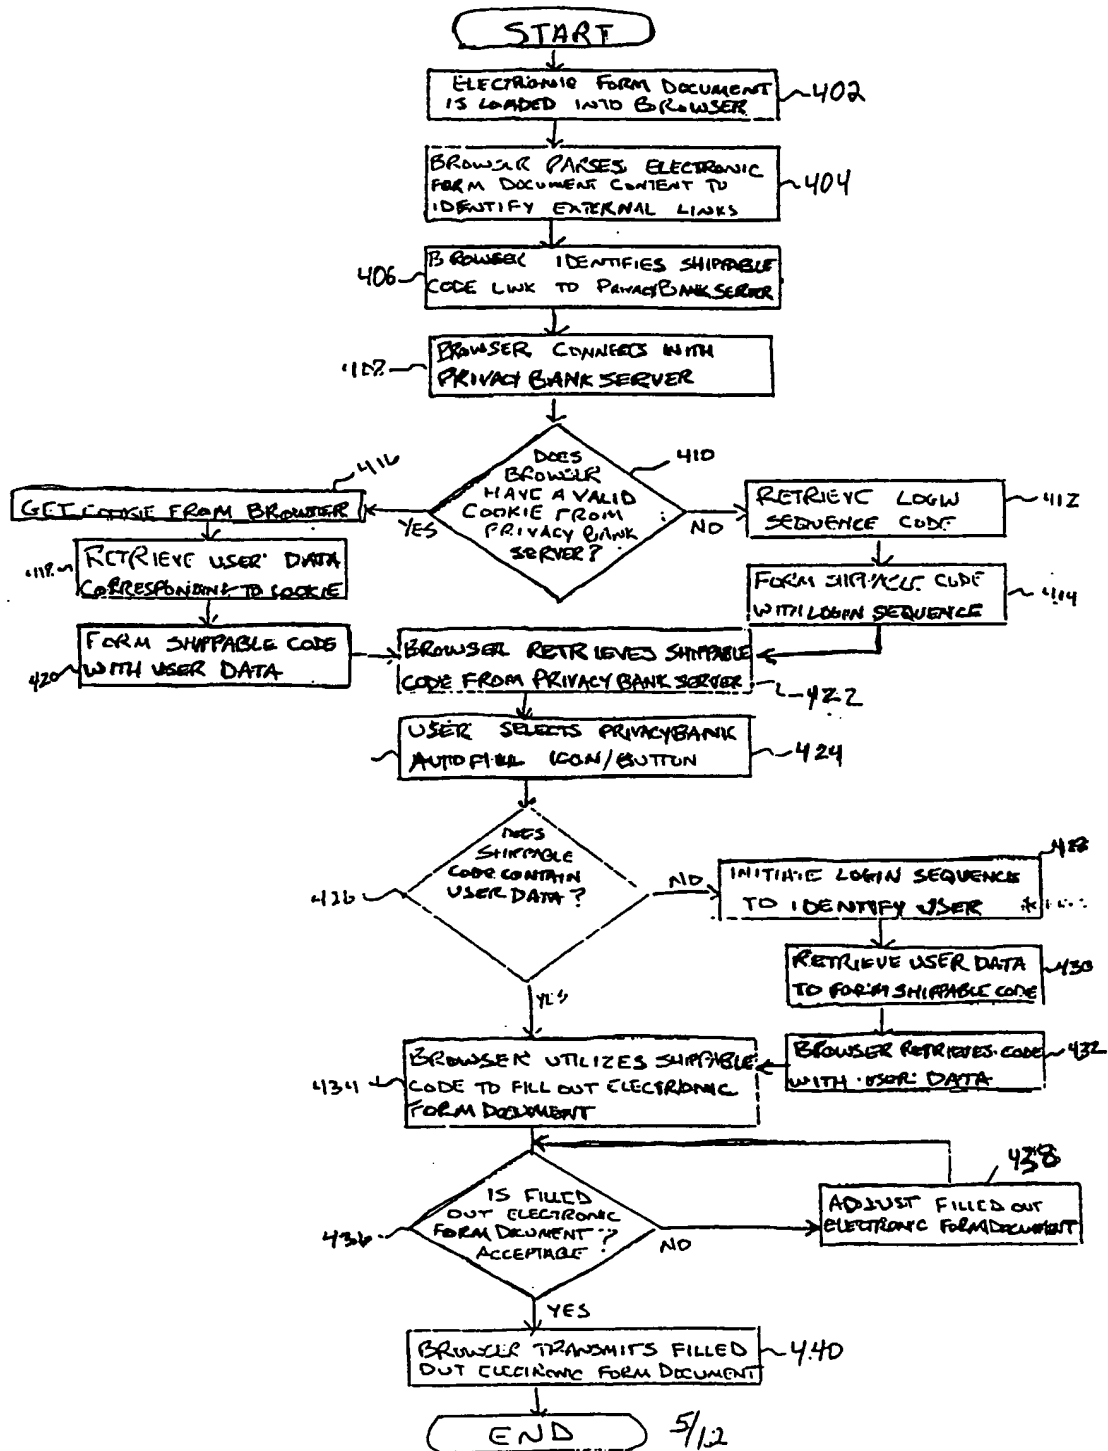 START
ELECTRONIC FORM DOCUMENT
IS LOADED INTO BROWSER
402
BROWSER PARSES ELECTRONIC
FORM DOCUMENT CONTENT TO
IDENTIFY EXTERNAL LINKS
404
BROWSER IDENTIFIES SHIPPABLE
CODE LINK TO PRIVACYBANK SERVER
406
BROWSER CONNECTS WITH
PRIVACY BANK SERVER
408
DOES
BROWSER
HAVE A VALID
COOKIE FROM
PRIVACY BANK
SERVER?
410
YES
NO
416
GET COOKIE FROM BROWSER
RETRIEVE LOGIN
SEQUENCE CODE
412
418
RETRIEVE USER DATA
CORRESPONDING TO COOKIE
FORM SHIPPABLE CODE
WITH LOGIN SEQUENCE
414
FORM SHIPPABLE CODE
WITH USER DATA
420
BROWSER RETRIEVES SHIPPABLE
CODE FROM PRIVACYBANK SERVER
422
USER SELECTS PRIVACYBANK
AUTOFILL ICON/BUTTON
424
DOES
SHIPPABLE
CODE CONTAIN
USER DATA?
426
NO
YES
428
INITIATE LOGIN SEQUENCE
TO IDENTIFY USER *
RETRIEVE USER DATA
TO FORM SHIPPABLE CODE
430
BROWSER RETRIEVES CODE
WITH USER DATA
432
BROWSER UTILIZES SHIPPABLE
CODE TO FILL OUT ELECTRONIC
FORM DOCUMENT
434
IS FILLED
OUT ELECTRONIC
FORM DOCUMENT
ACCEPTABLE?
436
NO
YES
438
ADJUST FILLED OUT
ELECTRONIC FORM DOCUMENT
BROWSER TRANSMITS FILLED
OUT ELECTRONIC FORM DOCUMENT
440
END
5/12